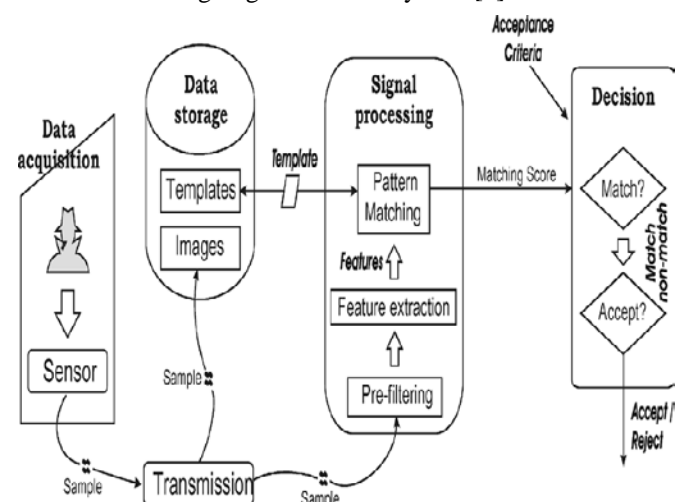 Acceptance
Criteria
Data
acquisition
Sensor
Sample
Data
storage
Templates
Images
Sample
Transmission
Sample
Template
Signal
processing
Pattern
Matching
Features
Feature extraction
Pre-filtering
Matching Score
Decision
Match?
Match
non-match
Accept?
Accept /
Reject